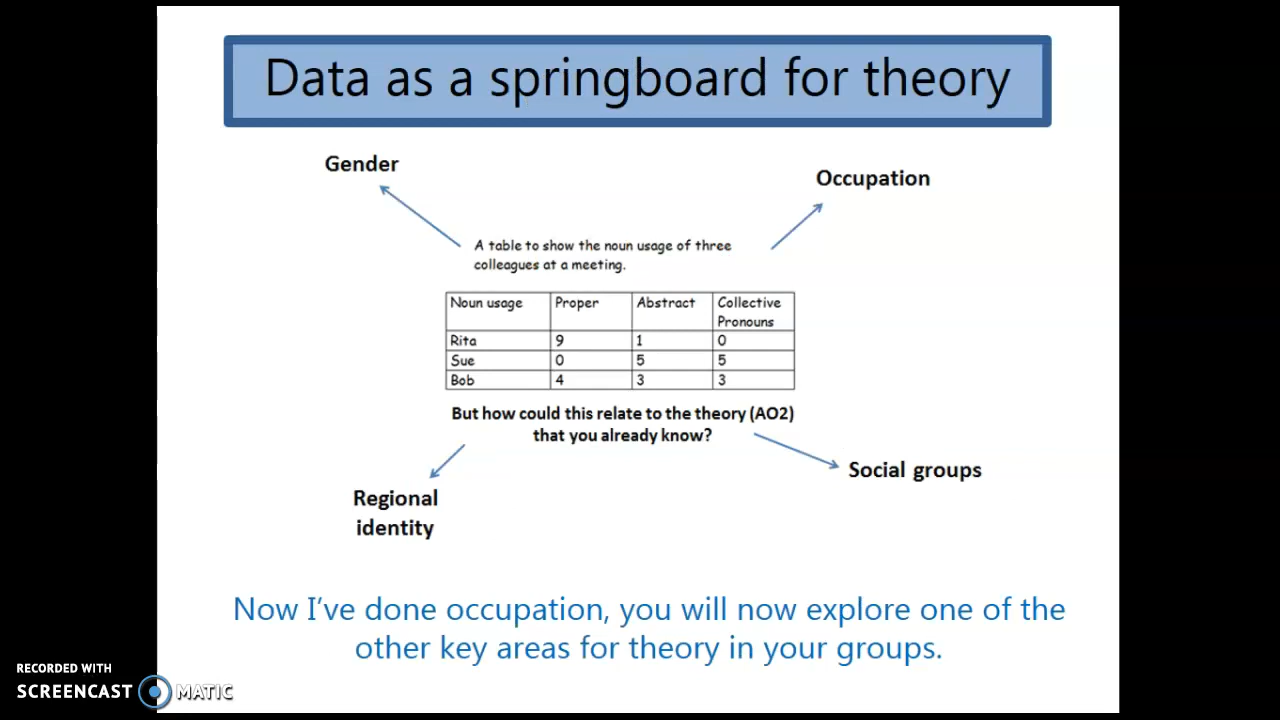 Data as a springboard for theory
Gender
Occupation
A table to show the noun usage of three
colleagues at a meeting.
Noun usage Proper Abstract Collective
Pronouns
Rita 9 1 0
Sue 0 5 5
Bob 4 3 3
But how could this relate to the theory (AO2)
that you already know?
Social groups
Regional
identity
Now I've done occupation, you will now explore one of the
other key areas for theory in your groups.
RECORDED WITH
SCREENCAST MATIC